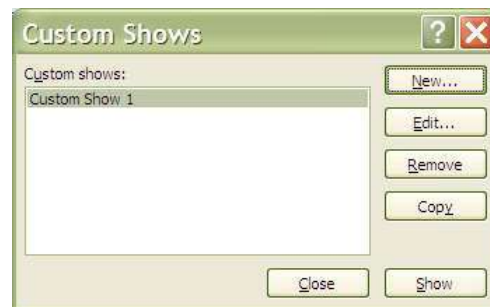 Custom Shows
Custom shows:
Custom Show 1
New...
Edit...
Remove
Copy
Close
Show